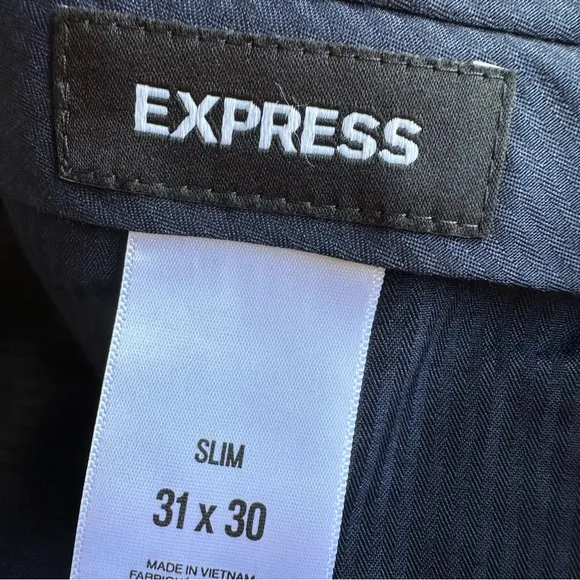 EXPRESS
SLIM
31 x 30
MADE IN VIETNAM